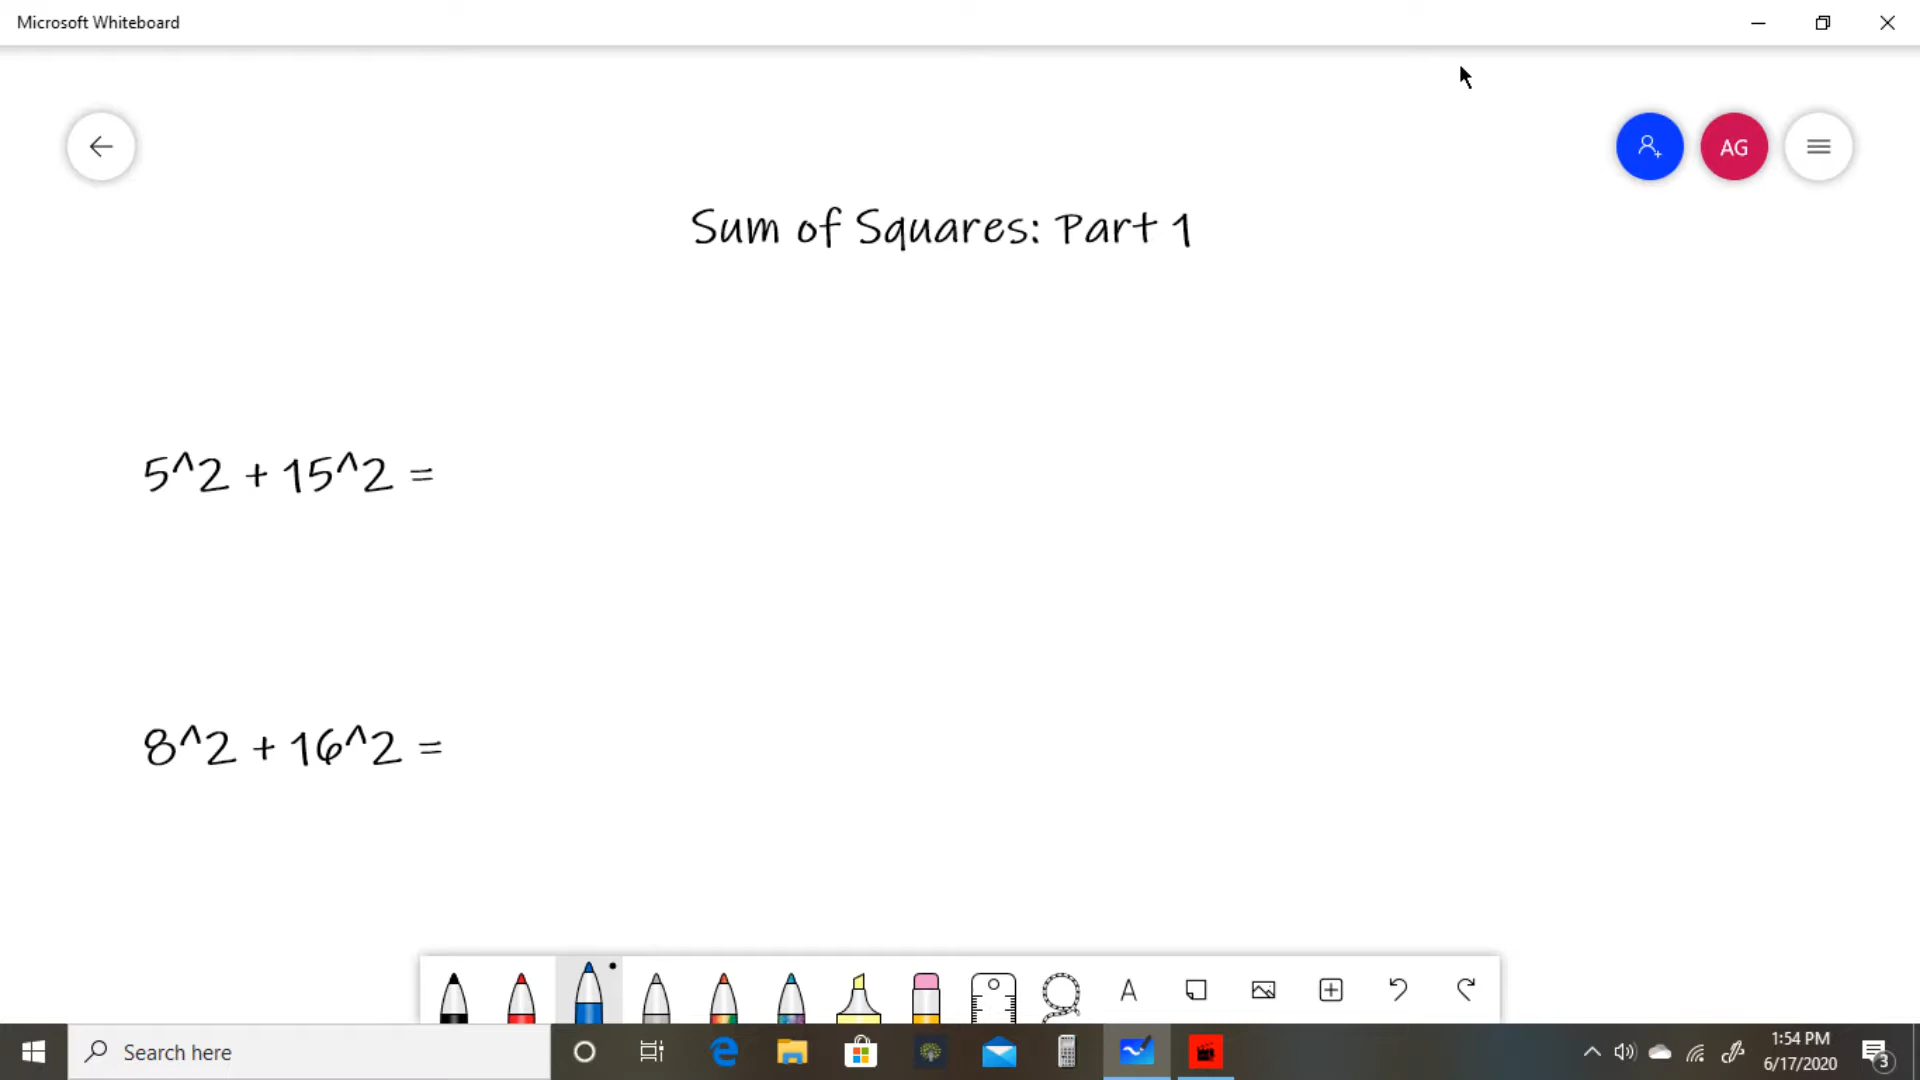 Microsoft Whiteboard
AG
Sum of Squares: Part 1
5^2 + 15^2 =
8^2 + 16^2 =
A
Search here
1:54 PM
6/17/2020
3